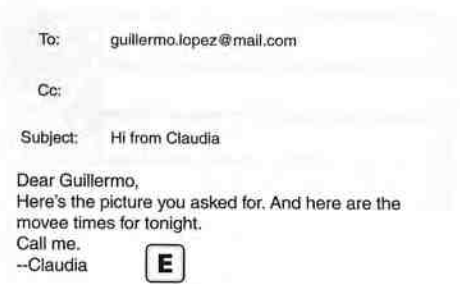 To: guillermo.lopez@mail.com
Cc:
Subject: Hi from Claudia
Dear Guillermo,
Here's the picture you asked for. And here are the
movee times for tonight.
Call me.
--Claudia
E